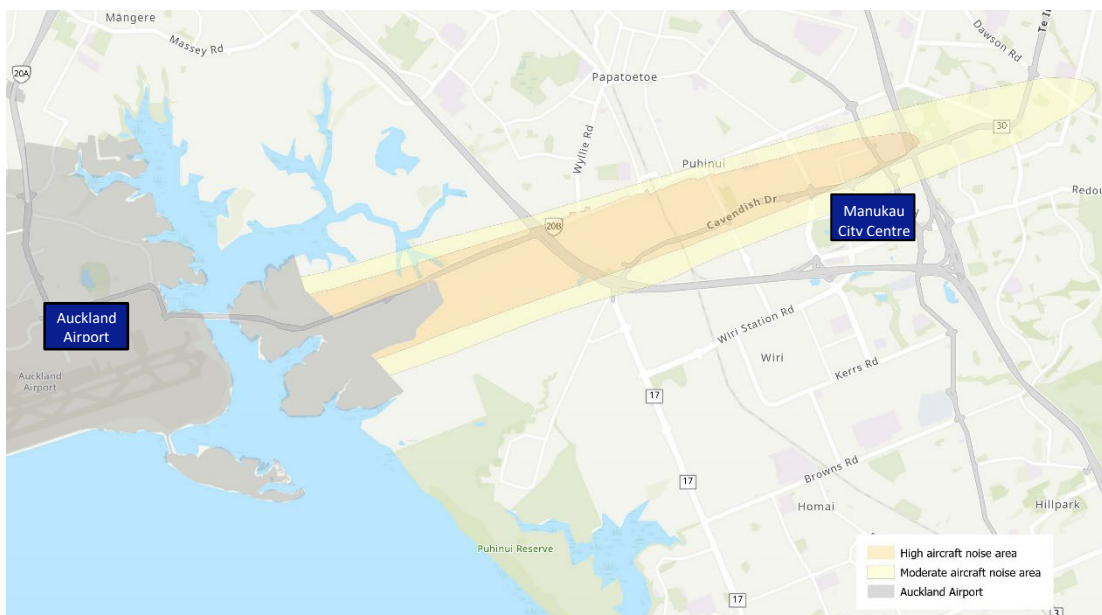 Māngere
Massey Rd
20A
Dawson Rd
Papatoetoe
Wyllie Rd
30
Puhinui
Cavendish Dr
20B
Manukau
City Centre
Auckland
Airport
Auckland
Airport
Wiri Station Rd
Wiri
Kerrs Rd
17
Browns Rd
17
Homai
Hillpark
Puhinui Reserve
High aircraft noise area
Moderate aircraft noise area
Auckland Airport
17
3